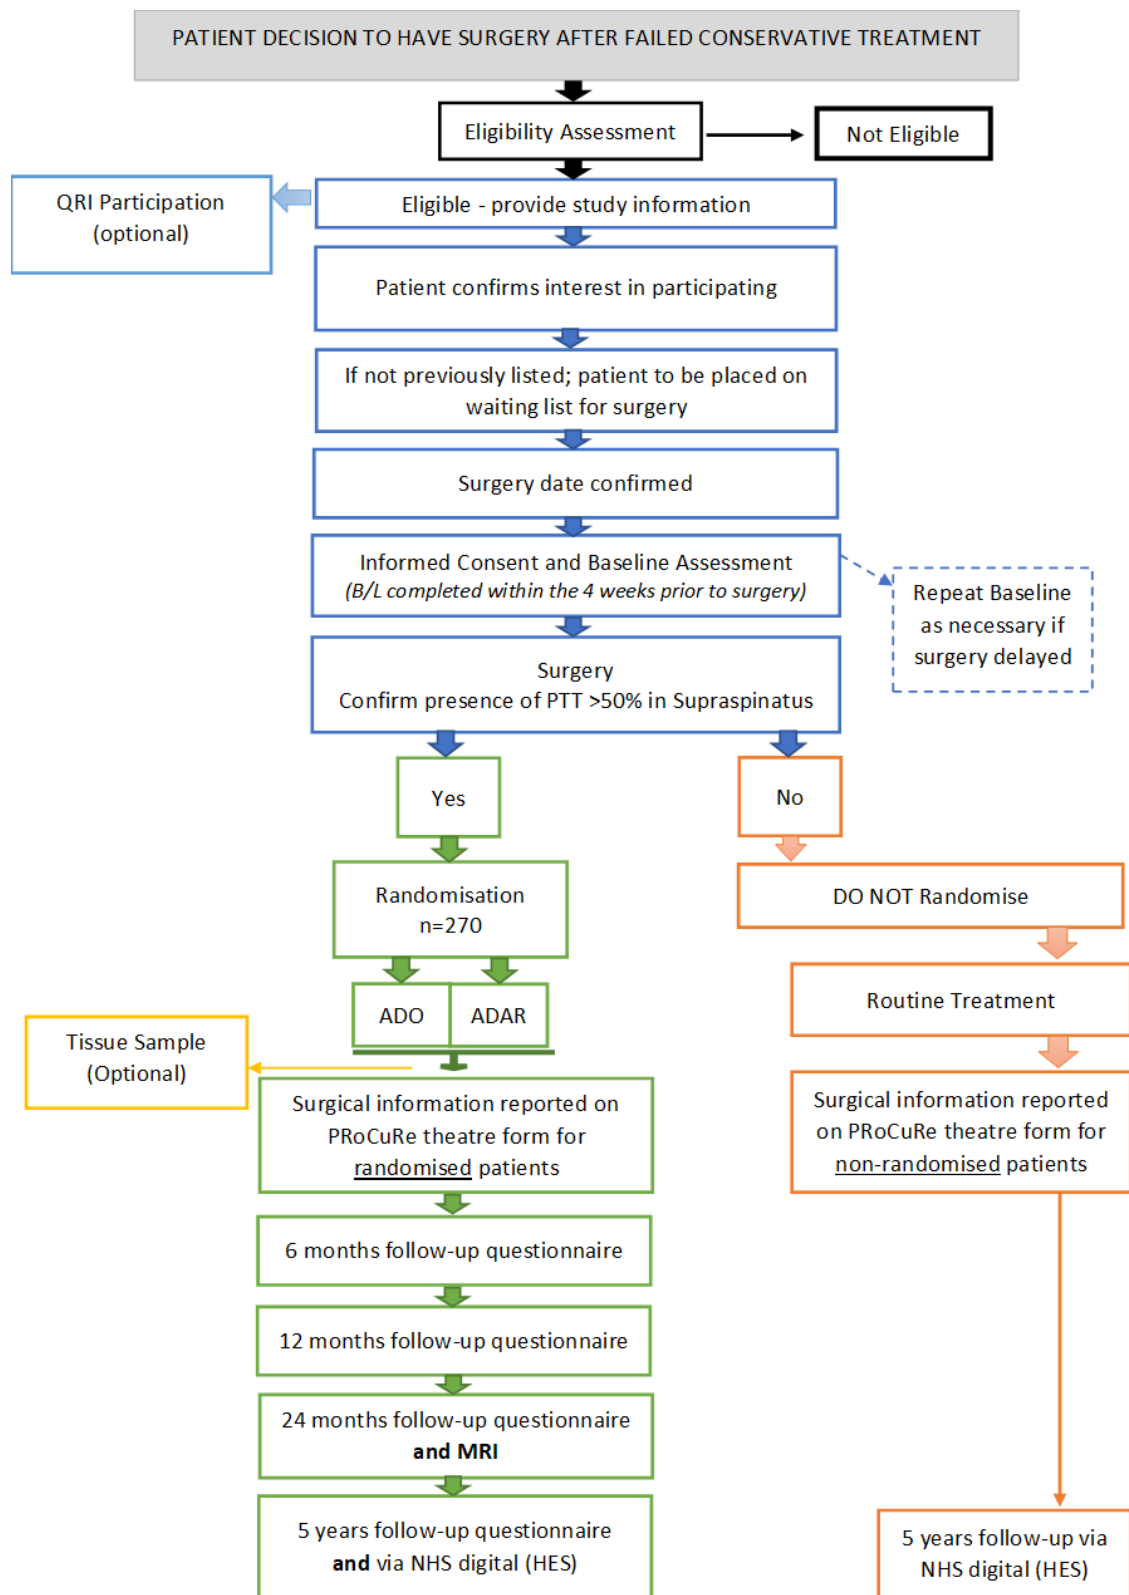 PATIENT DECISION TO HAVE SURGERY AFTER FAILED CONSERVATIVE TREATMENT
Eligibility Assessment
Not Eligible
QRI Participation
(optional)
Eligible - provide study information
Patient confirms interest in participating
If not previously listed; patient to be placed on
waiting list for surgery
Surgery date confirmed
Informed Consent and Baseline Assessment
(B/L completed within the 4 weeks prior to surgery)
Repeat Baseline
as necessary if
surgery delayed
Surgery
Confirm presence of PTT >50% in Supraspinatus
Yes
No
Randomisation
n=270
DO NOT Randomise
ADO
ADAR
Routine Treatment
Tissue Sample
(Optional)
Surgical information reported on
PRoCuRe theatre form for
randomised patients
Surgical information reported
on PRoCuRe theatre form for
non-randomised patients
6 months follow-up questionnaire
12 months follow-up questionnaire
24 months follow-up questionnaire
and MRI
5 years follow-up questionnaire
and via NHS digital (HES)
5 years follow-up via
NHS digital (HES)